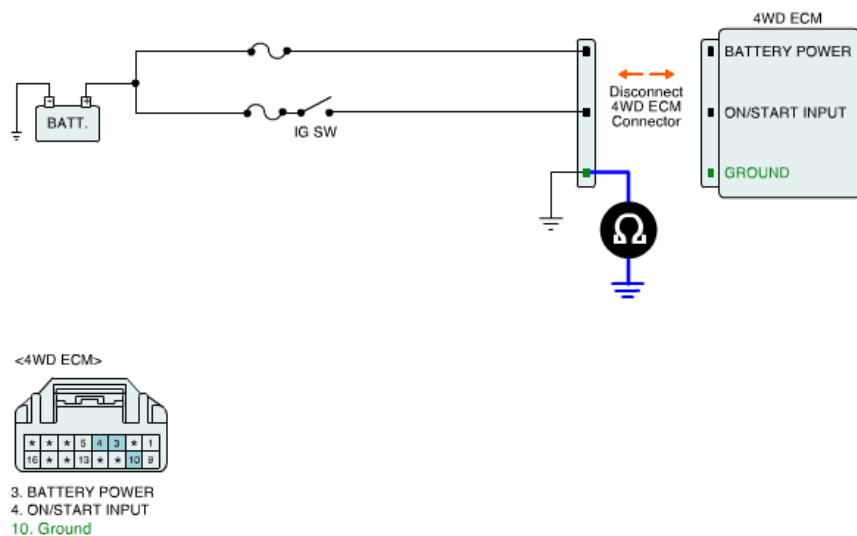 4WD ECM
BATTERY POWER
Disconnect
4WD ECM
Connector
- +
BATT.
IG SW
ON/START INPUT
GROUND
Ω
<4WD ECM>
* * * 5 4 3 * 1
16 * * 13 * * 10 9
3. BATTERY POWER
4. ON/START INPUT
10. Ground